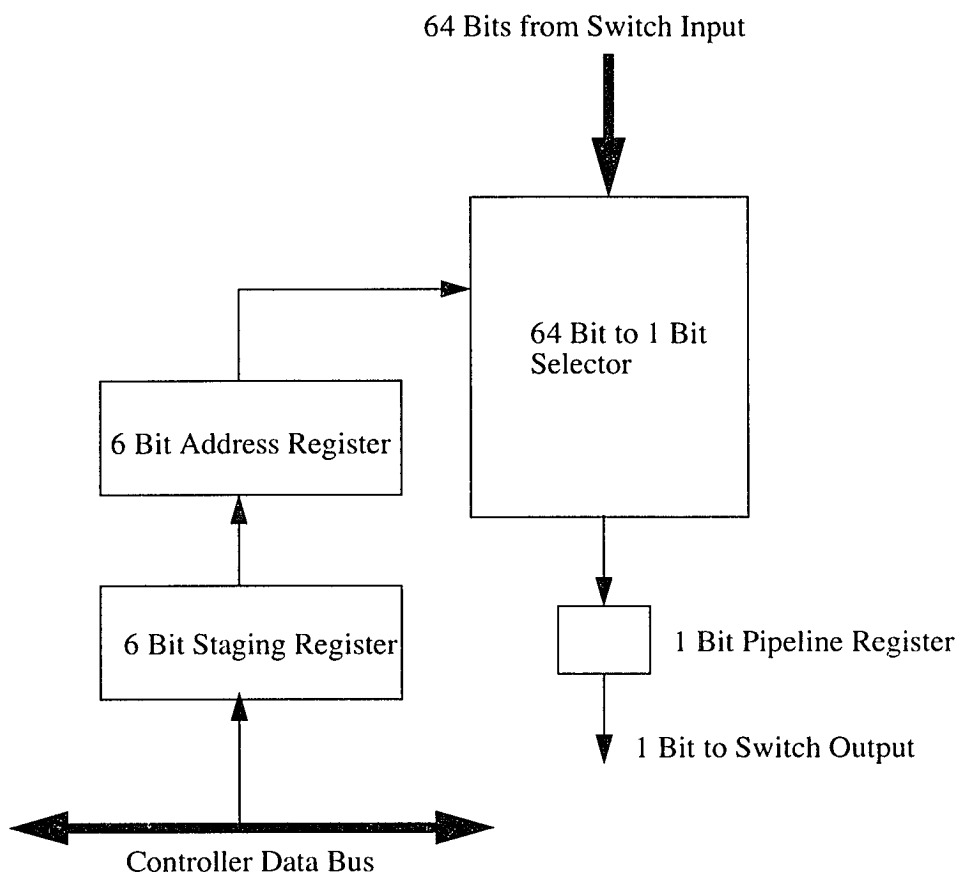 64 Bits from Switch Input
64 Bit to 1 Bit
Selector
6 Bit Address Register
6 Bit Staging Register
1 Bit Pipeline Register
1 Bit to Switch Output
Controller Data Bus